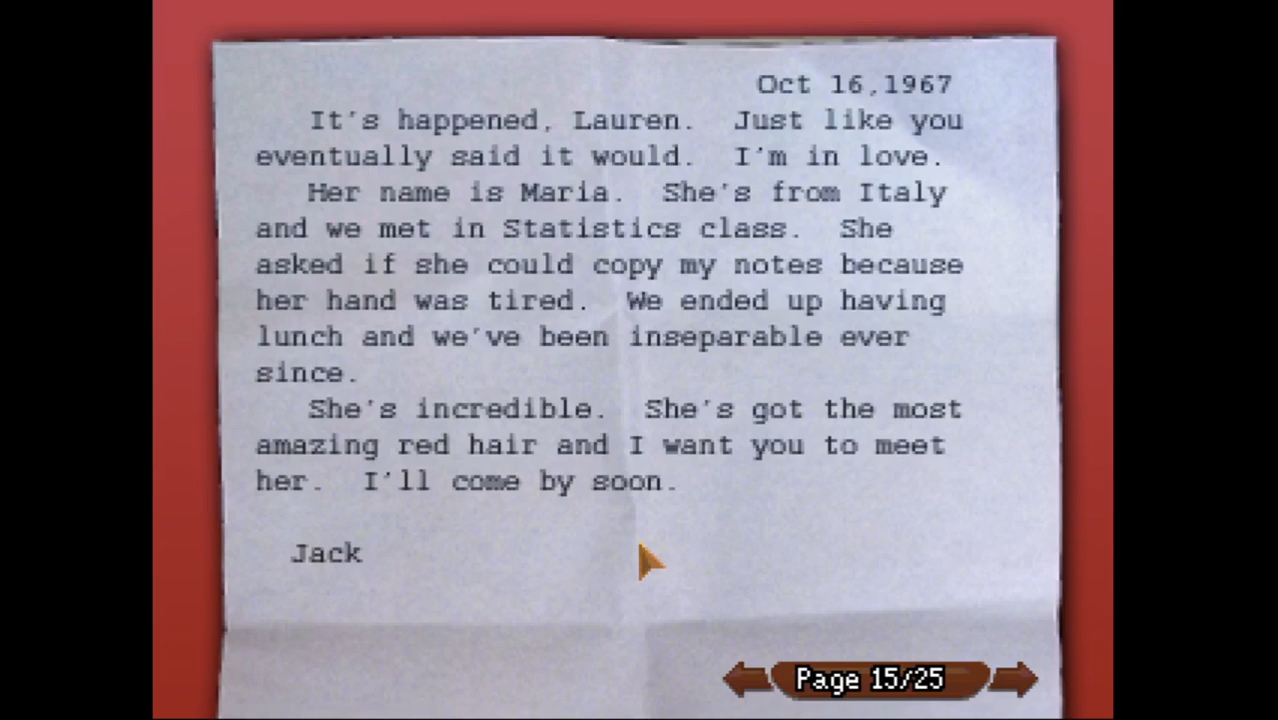 Oct 16,1967
It's happened, Lauren. Just like you
eventually said it would. I'm in love.
Her name is Maria. She's from Italy
and we met in Statistics class. She
asked if she could copy my notes because
her hand was tired. We ended up having
lunch and we've been inseparable ever
since.
She's incredible. She's got the most
amazing red hair and I want you to meet
her. I'll come by soon.
Jack
Page 15/25